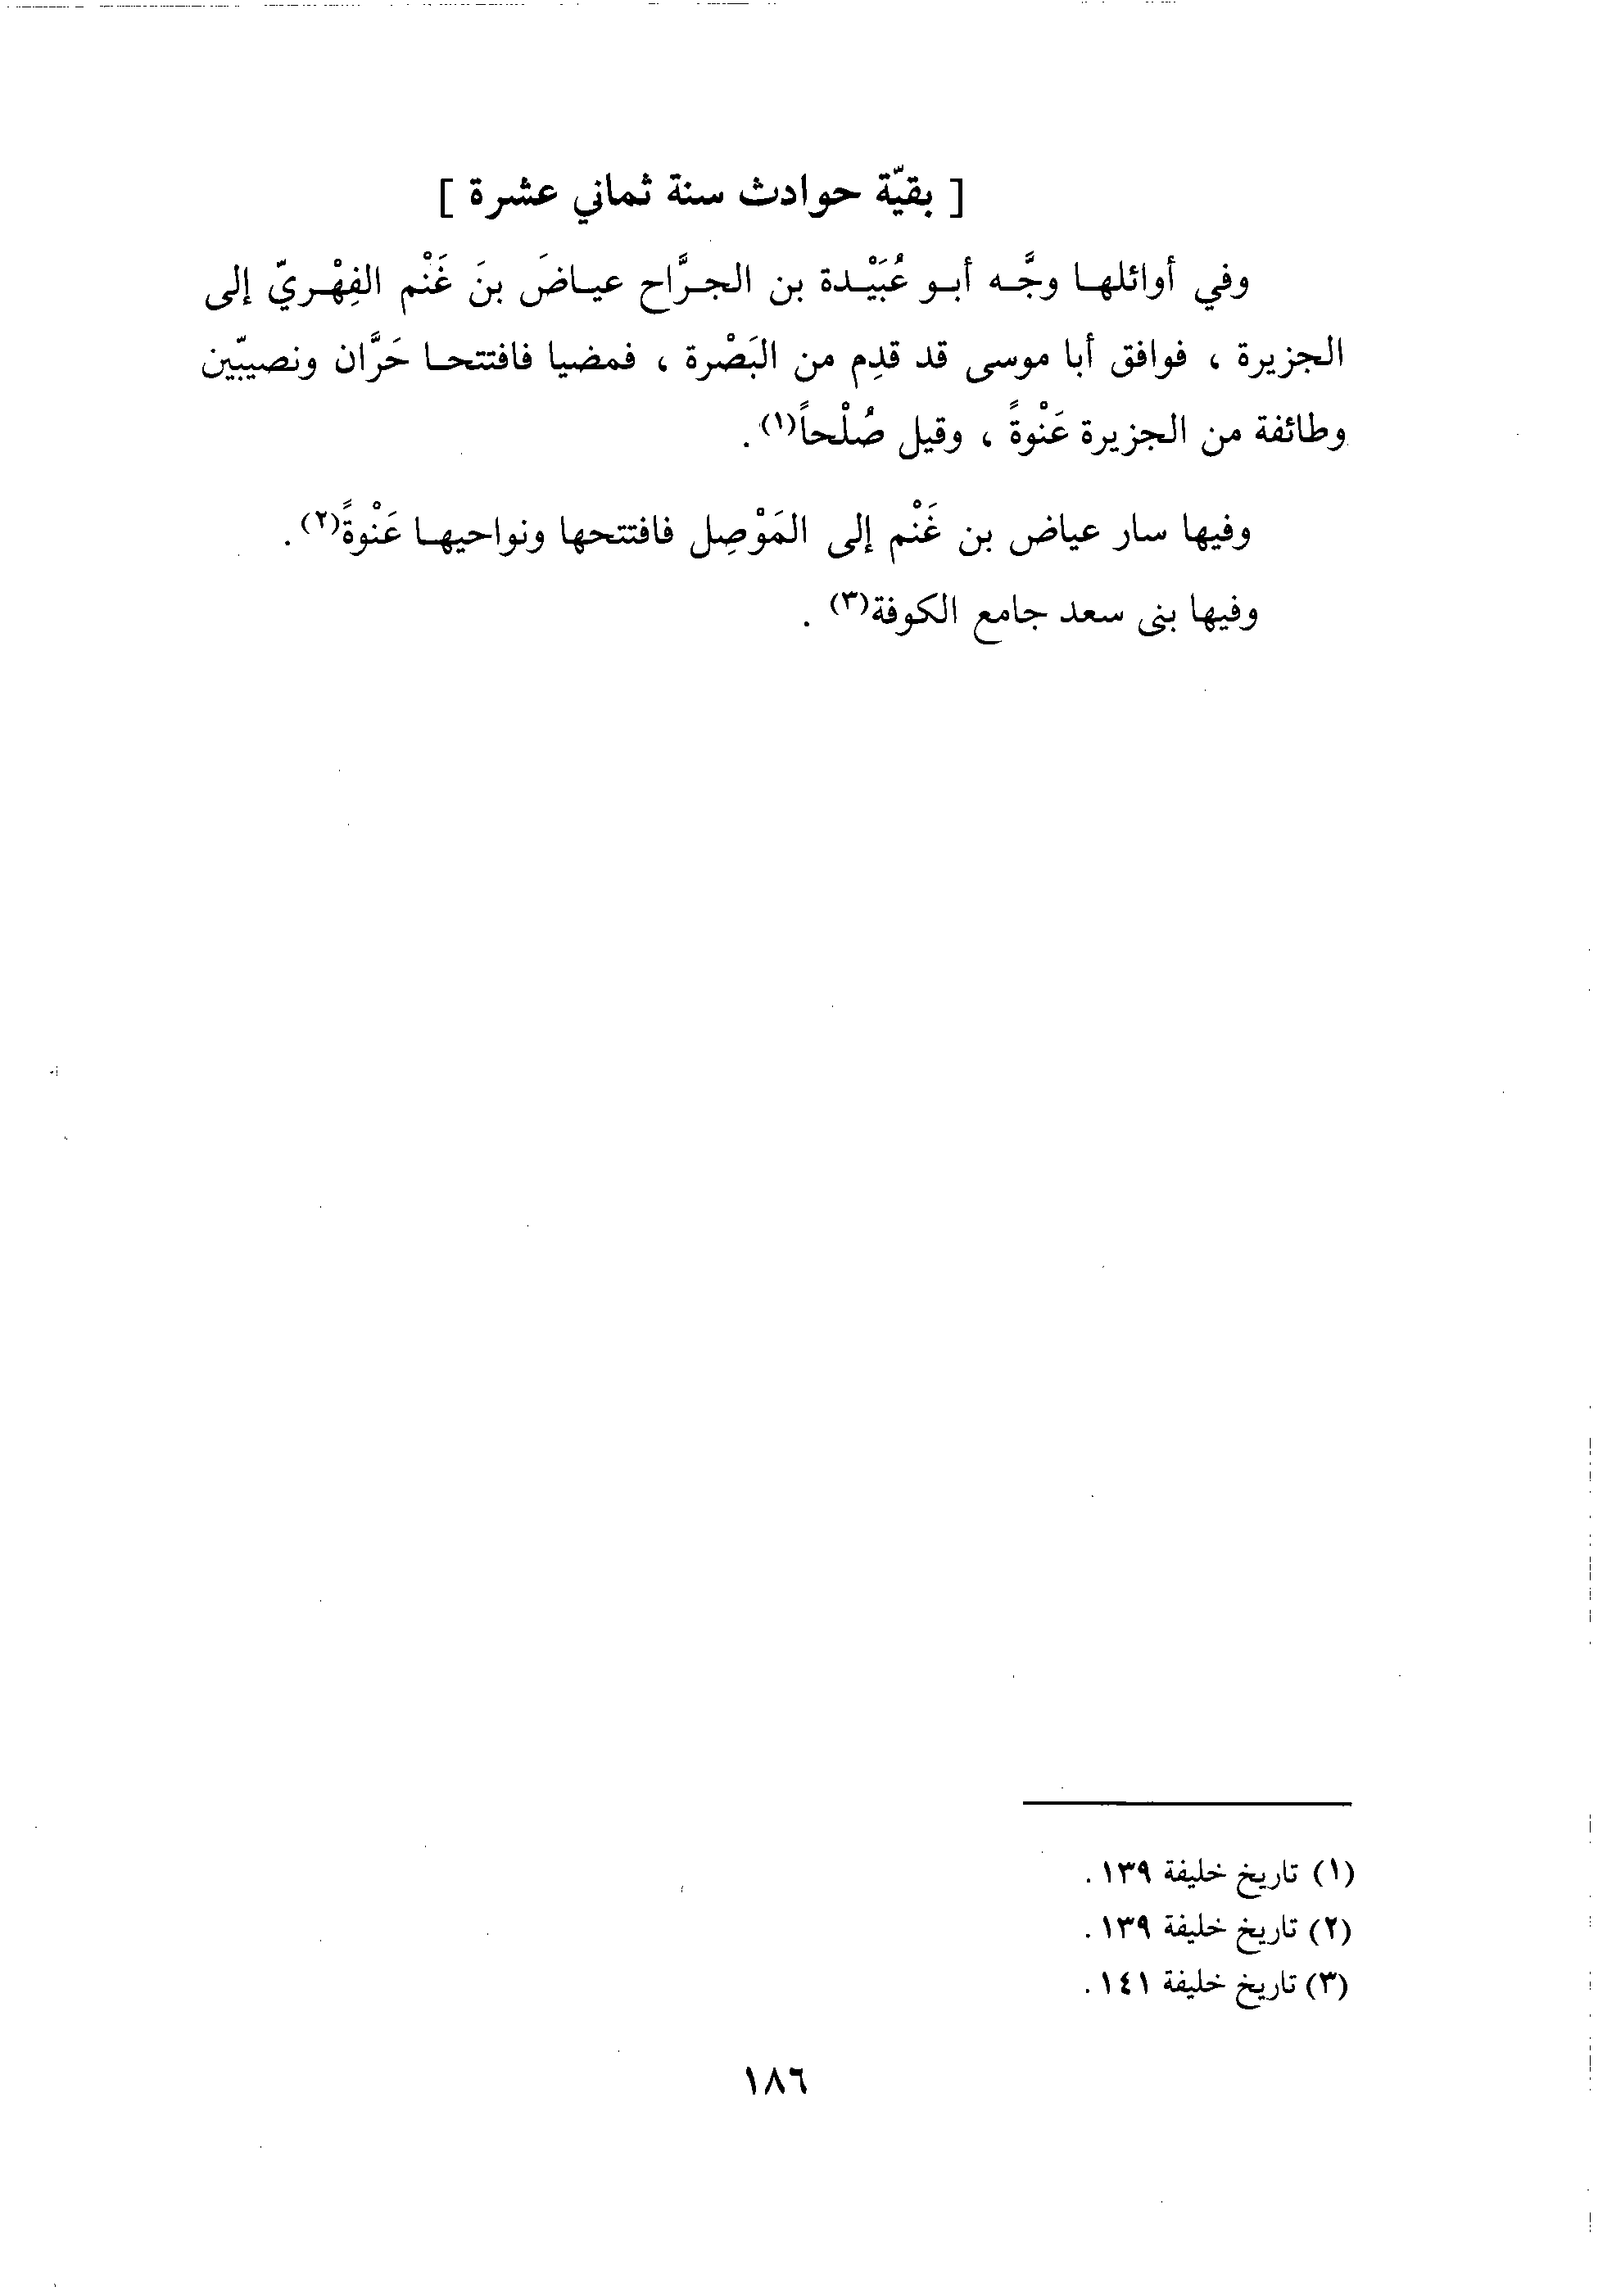 [ بقيّة حوادث سنة ثماني عشرة ]
وفي أوائلها وجَّه أبو عُبَيْدة بن الجرَّاح عياضَ بنَ غَنْم الفِهْريّ إلى
الجزيرة ، فوافق أبا موسى قد قدِم من البَصْرة ، فمضيا فافتتحا حَرَّان ونصيبّين
وطائفة من الجزيرة عَنْوةً ، وقيل صُلْحاً(١) .
وفيها سار عياض بن غَنْم إلى المَوْصِل فافتتحها ونواحيها عَنْوةً(٢) .
وفيها بنى سعد جامع الكوفة(٣) .
(١) تاريخ خليفة ١٣٩ .
(٢) تاريخ خليفة ١٣٩ .
(٣) تاريخ خليفة ١٤١ .
١٨٦